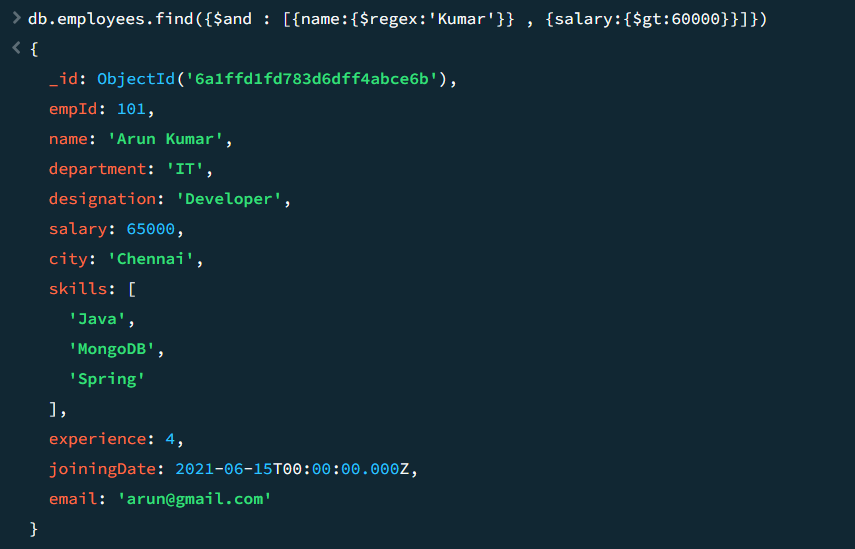 > db.employees.find({$and : [{name:{$regex:'Kumar'}} , {salary:{$gt:60000}}]})
< {
_id: ObjectId('6a1ffd1fd783d6dff4abce6b'),
empId: 101,
name: 'Arun Kumar',
department: 'IT',
designation: 'Developer',
salary: 65000,
city: 'Chennai',
skills: [
'Java',
'MongoDB',
'Spring'
],
experience: 4,
joiningDate: 2021-06-15T00:00:00.000Z,
email: 'arun@gmail.com'
}